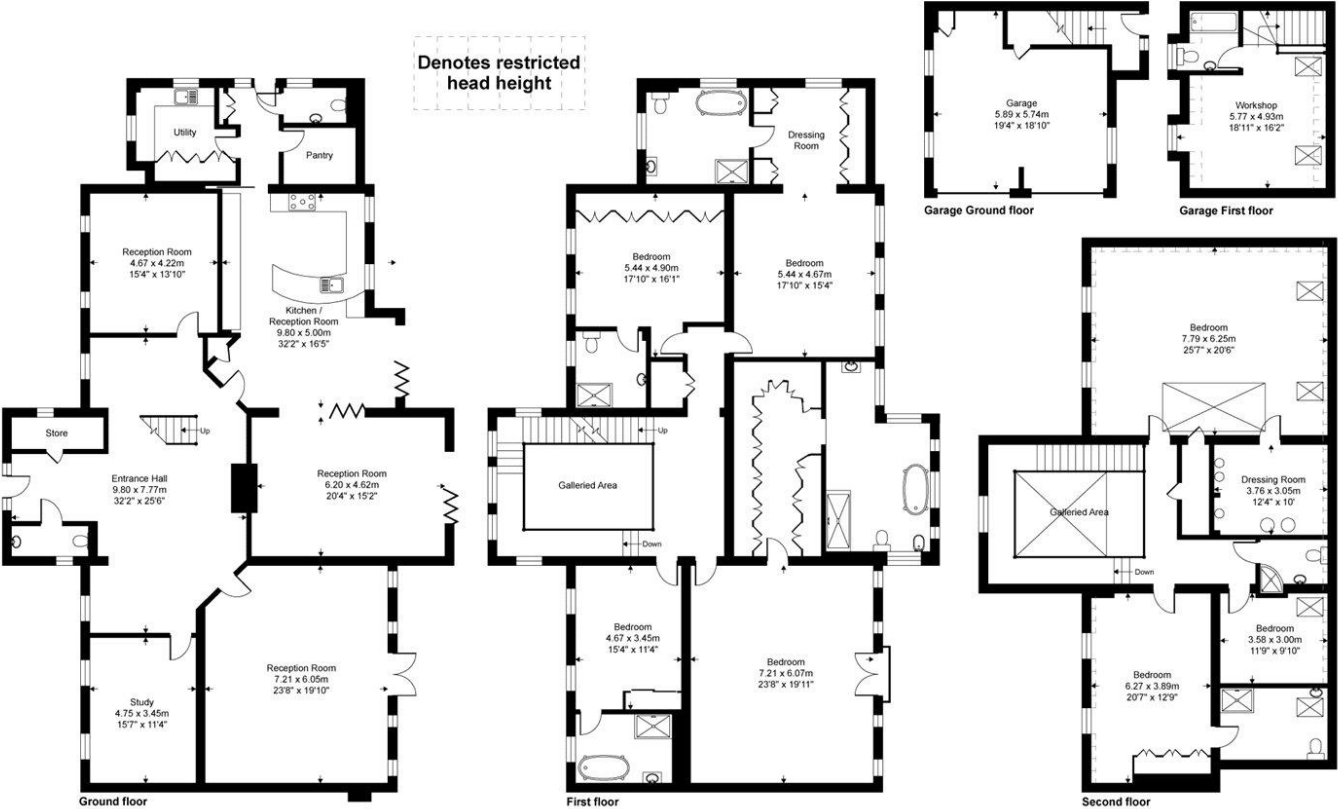 Denotes restricted
head height
Utility
Pantry
Reception Room
4.67 x 4.22m
15'4" x 13'10"
Kitchen /
Reception Room
9.80 x 5.00m
32'2" x 16'5"
Store
Up
Entrance Hall
9.80 x 7.77m
32'2" x 25'6"
Reception Room
6.20 x 4.62m
20'4" x 15'2"
Study
4.75 x 3.45m
15'7" x 11'4"
Reception Room
7.21 x 6.05m
23'8" x 19'10"
Ground floor
Dressing
Room
Bedroom
5.44 x 4.90m
17'10" x 16'1"
Bedroom
5.44 x 4.67m
17'10" x 15'4"
Up
Galleried Area
Down
Bedroom
4.67 x 3.45m
15'4" x 11'4"
Bedroom
7.21 x 6.07m
23'8" x 19'11"
First floor
Garage
5.89 x 5.74m
19'4" x 18'10"
Garage Ground floor
Workshop
5.77 x 4.93m
18'11" x 16'2"
Garage First floor
Bedroom
7.79 x 6.25m
25'7" x 20'6"
Dressing Room
3.76 x 3.05m
12'4" x 10'
Galleried Area
Down
Bedroom
3.58 x 3.00m
11'9" x 9'10"
Bedroom
6.27 x 3.89m
20'7" x 12'9"
Second floor